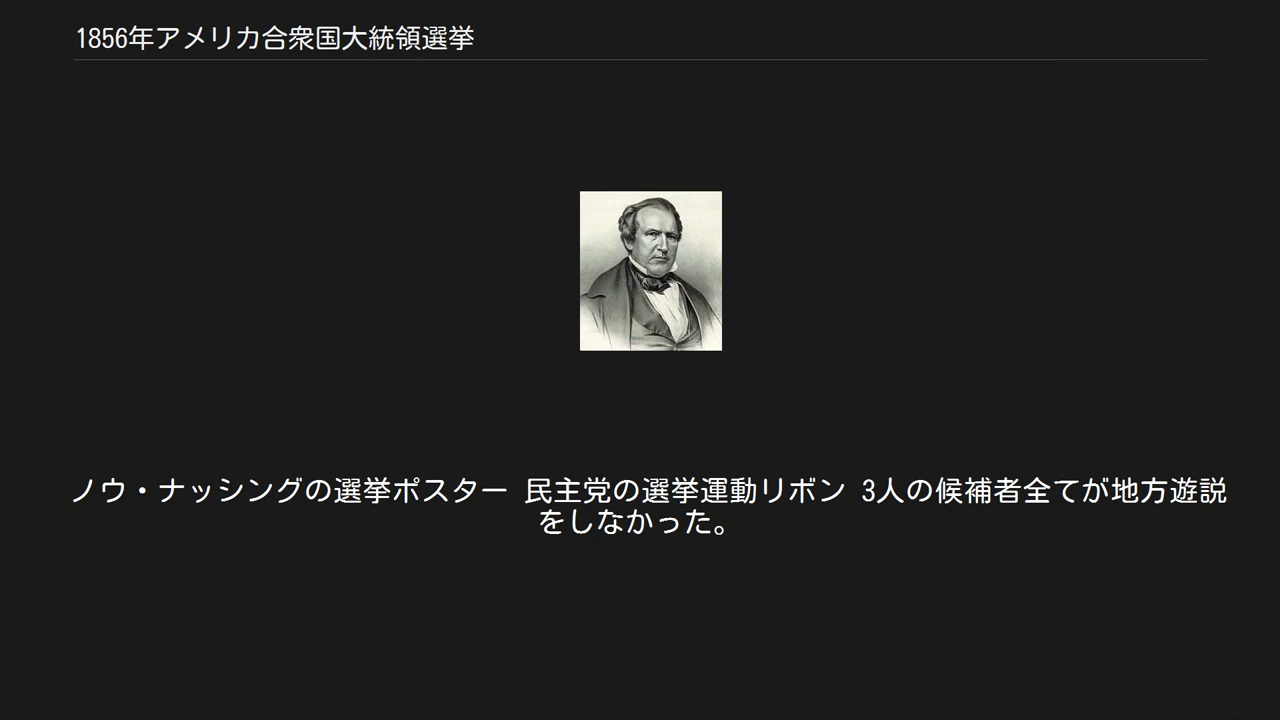 1856年アメリカ合衆国大統領選挙
ノウ・ナッシングの選挙ポスター 民主党の選挙運動リボン 3人の候補者全てが地方遊説
をしなかった。